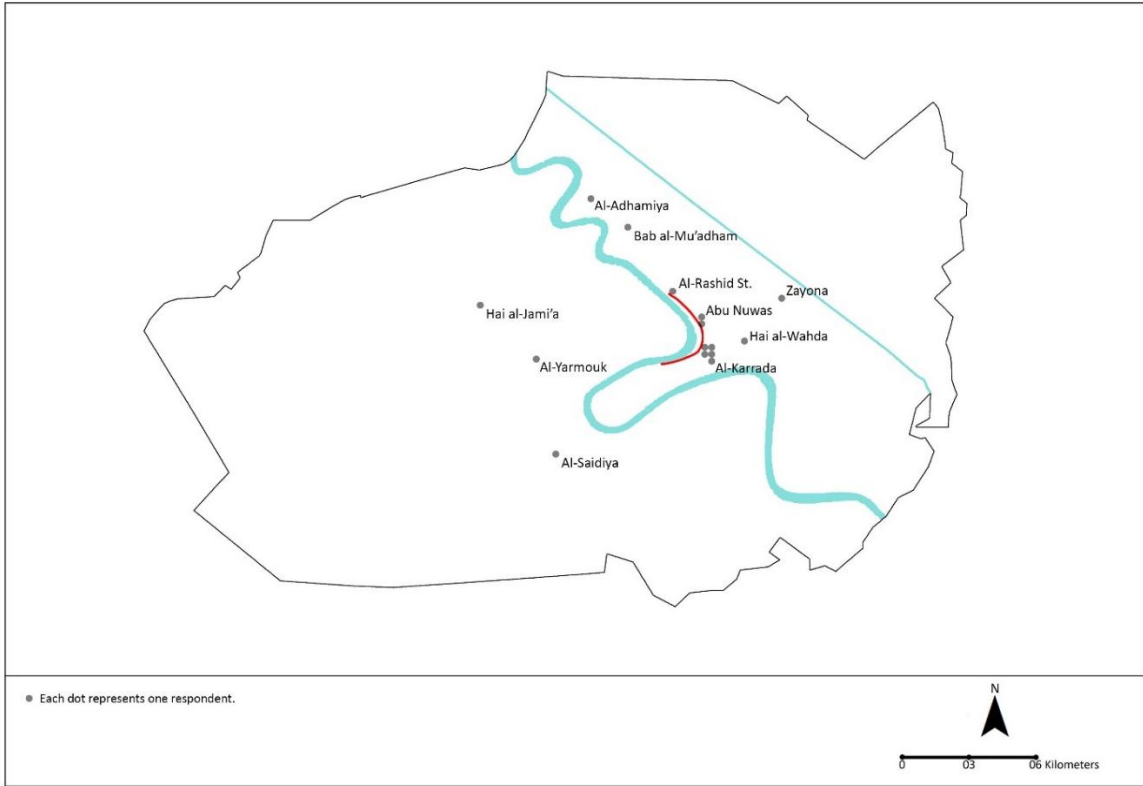 Al-Adhamiya
Bab al-Mu'adham
Al-Rashid St.
Zayona
Hai al-Jami'a
Abu Nuwas
Hai al-Wahda
Al-Yarmouk
Al-Karrada
Al-Saidiya
Each dot represents one respondent.
N
0 03 06 Kilometers